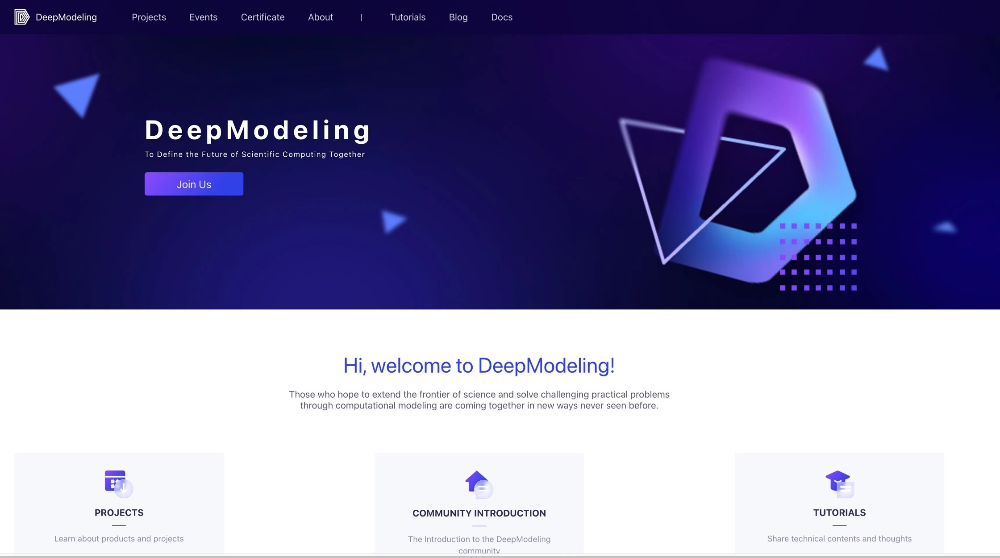 DeepModeling
Projects
Events
Certificate
About
|
Tutorials
Blog
Docs
DeepModeling
To Define the Future of Scientific Computing Together
Join Us
Hi, welcome to DeepModeling!
Those who hope to extend the frontier of science and solve challenging practical problems
through computational modeling are coming together in new ways never seen before.
PROJECTS
Learn about products and projects
COMMUNITY INTRODUCTION
The Introduction to the DeepModeling
community
TUTORIALS
Share technical contents and thoughts